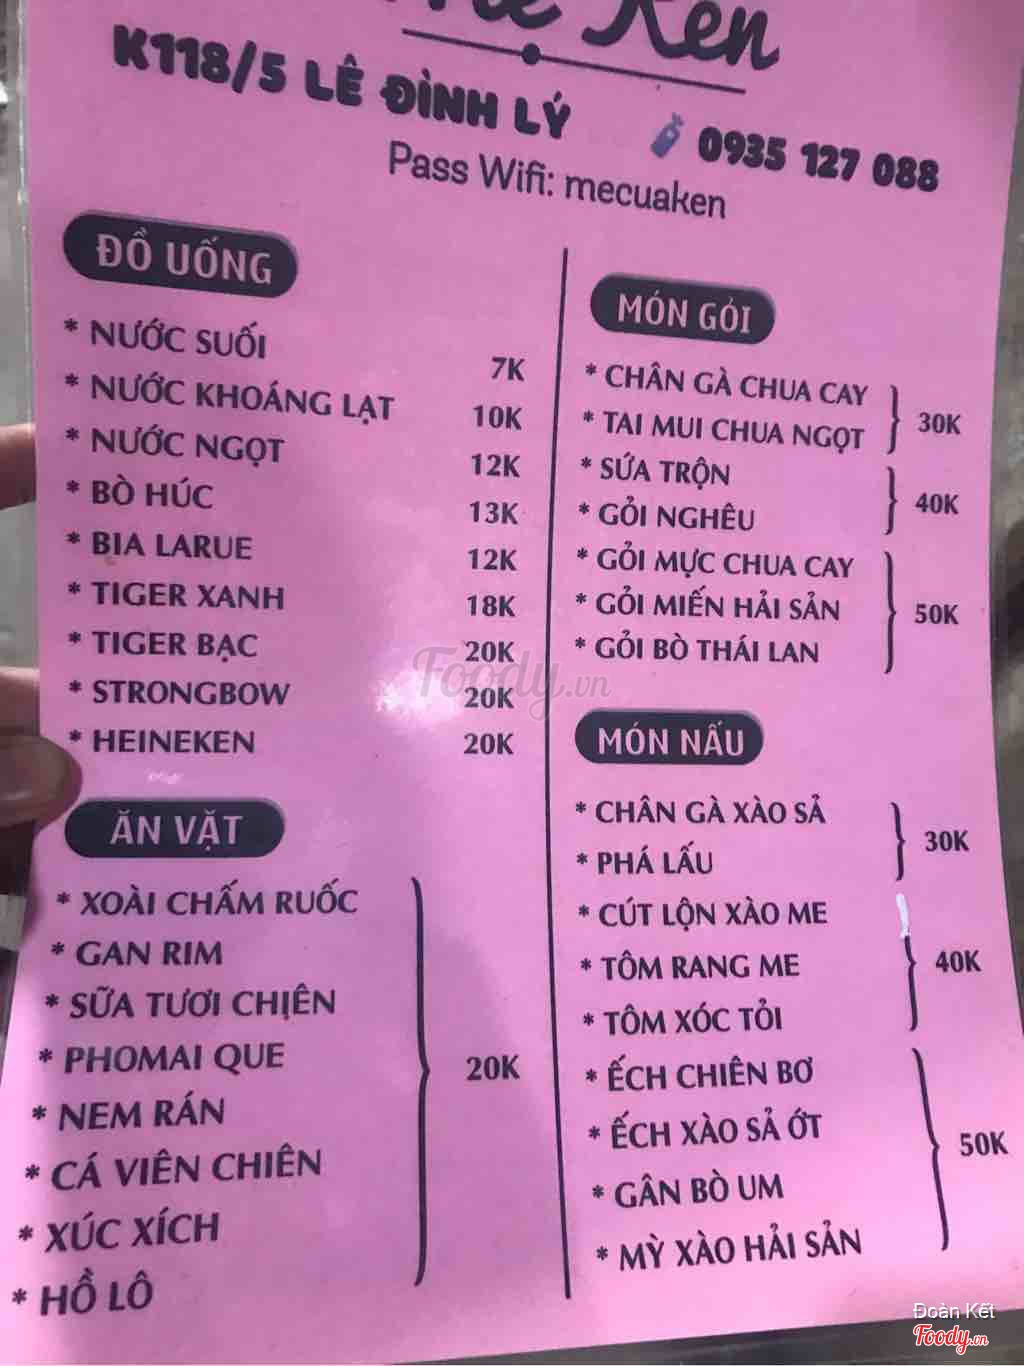 Ken
K118/5 LÊ ĐÌNH LÝ 0935 127 088
Pass Wifi: mecuaken
ĐỒ UỐNG
* NƯỚC SUỐI 7K
* NƯỚC KHOÁNG LẠT 10K
* NƯỚC NGỌT 12K
* BÒ HÚC 13K
* BIA LARUE 12K
* TIGER XANH 18K
* TIGER BẠC 20K
* STRONGBOW 20K
* HEINEKEN 20K
ĂN VẶT
* XOÀI CHẤM RUỐC
* GAN RIM
* SỮA TƯƠI CHIỆN
* PHOMAI QUE
20K
* NEM RÁN
* CÁ VIÊN CHIÊN
* XÚC XÍCH
* HỒ LÔ
MÓN GỎI
* CHÂN GÀ CHUA CAY
30K
* TAI MUI CHUA NGỌT
* SỨA TRỘN
40K
* GỎI NGHÊU
* GỎI MỰC CHUA CAY
* GỎI MIẾN HẢI SẢN
50K
* GỎI BÒ THÁI LAN
MÓN NẤU
* CHÂN GÀ XÀO SẢ
30K
* PHÁ LẤU
* CÚT LỘN XÀO ME
* TÔM RANG ME
40K
* TÔM XÓC TỎI
* ẾCH CHIÊN BƠ
* ẾCH XÀO SẢ ỚT
50K
* GÂN BÒ UM
* MỲ XÀO HẢI SẢN
Foody.vn
Đoàn Kết
Foody.vn